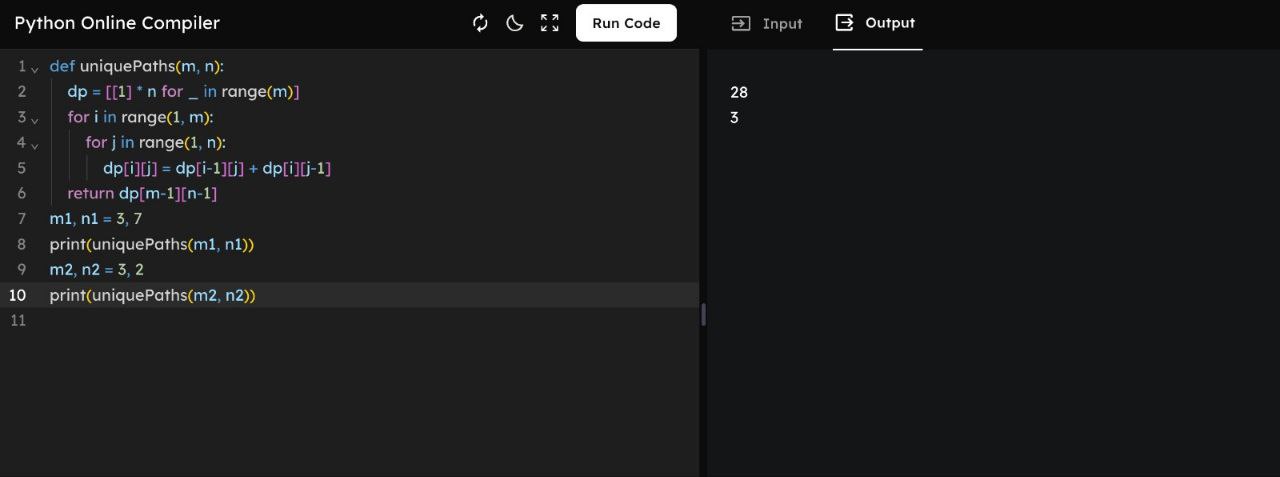 Python Online Compiler
Run Code
Input
Output
1 def uniquePaths(m, n):
2 dp = [[1] * n for _ in range(m)]
3 for i in range(1, m):
4 for j in range(1, n):
5 dp[i][j] = dp[i-1][j] + dp[i][j-1]
6 return dp[m-1][n-1]
7 m1, n1 = 3, 7
8 print(uniquePaths(m1, n1))
9 m2, n2 = 3, 2
10 print(uniquePaths(m2, n2))
11
28
3